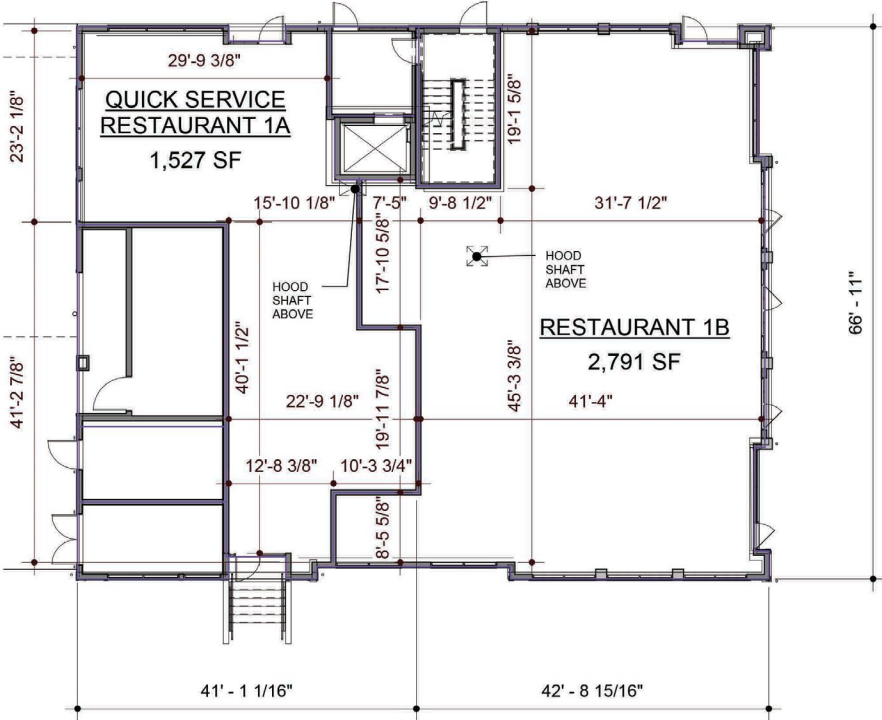 29'-9 3/8"
QUICK SERVICE
RESTAURANT 1A
1,527 SF
23'-2 1/8"
19'-1 5/8"
15'-10 1/8"
7'-5"
9'-8 1/2"
31'-7 1/2"
17'-10 5/8"
HOOD
SHAFT
ABOVE
HOOD
SHAFT
ABOVE
66' - 11"
RESTAURANT 1B
2,791 SF
40'-1 1/2"
41'-2 7/8"
45'-3 3/8"
22'-9 1/8"
19'-11 7/8"
41'-4"
12'-8 3/8"
10'-3 3/4"
8'-5 5/8"
41' - 1 1/16"
42' - 8 15/16"